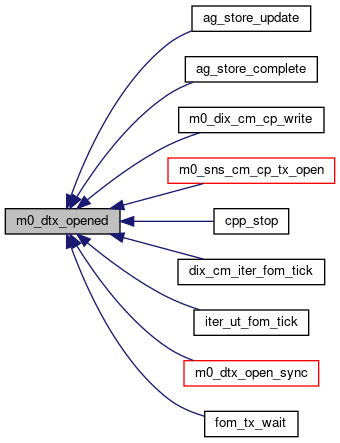 ag_store_update
ag_store_complete
m0_dix_cm_cp_write
m0_sns_cm_cp_tx_open
m0_dtx_opened
cpp_stop
dix_cm_iter_fom_tick
iter_ut_fom_tick
m0_dtx_open_sync
fom_tx_wait